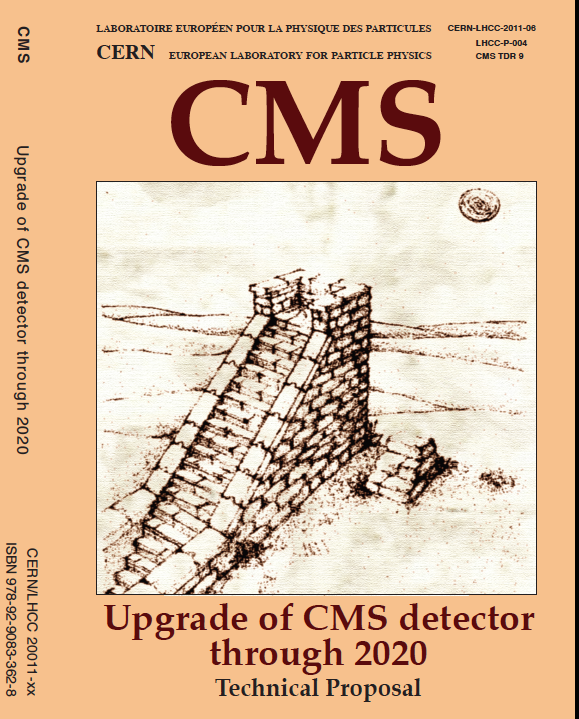 CMS
Upgrade of CMS detector through 2020
CERN/LHCC 20011-xx
ISBN 978-92-9083-362-8
LABORATOIRE EUROPÉEN POUR LA PHYSIQUE DES PARTICULES
CERN EUROPEAN LABORATORY FOR PARTICLE PHYSICS
CERN-LHCC-2011-06
LHCC-P-004
CMS TDR 9
CMS
Upgrade of CMS detector
through 2020
Technical Proposal